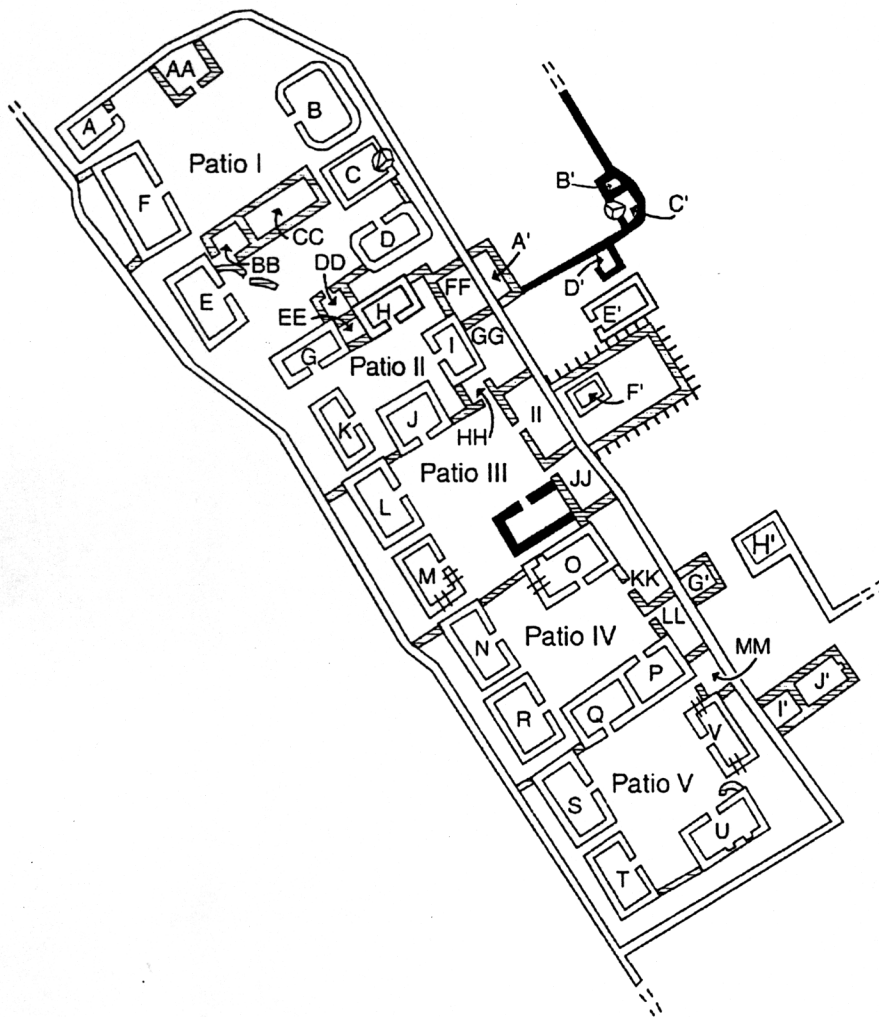 AA
A
B
B'
Patio I
C
C'
F
CC
D
A'
BB
DD
FF
D'
E
EE
H
E'
GG
G
I
Patio II
F'
K
J
HH
II
Patio III
JJ
L
H'
M
O
KK
G'
LL
N
Patio IV
MM
P
J'
R
Q
I'
V
Patio V
S
U
T